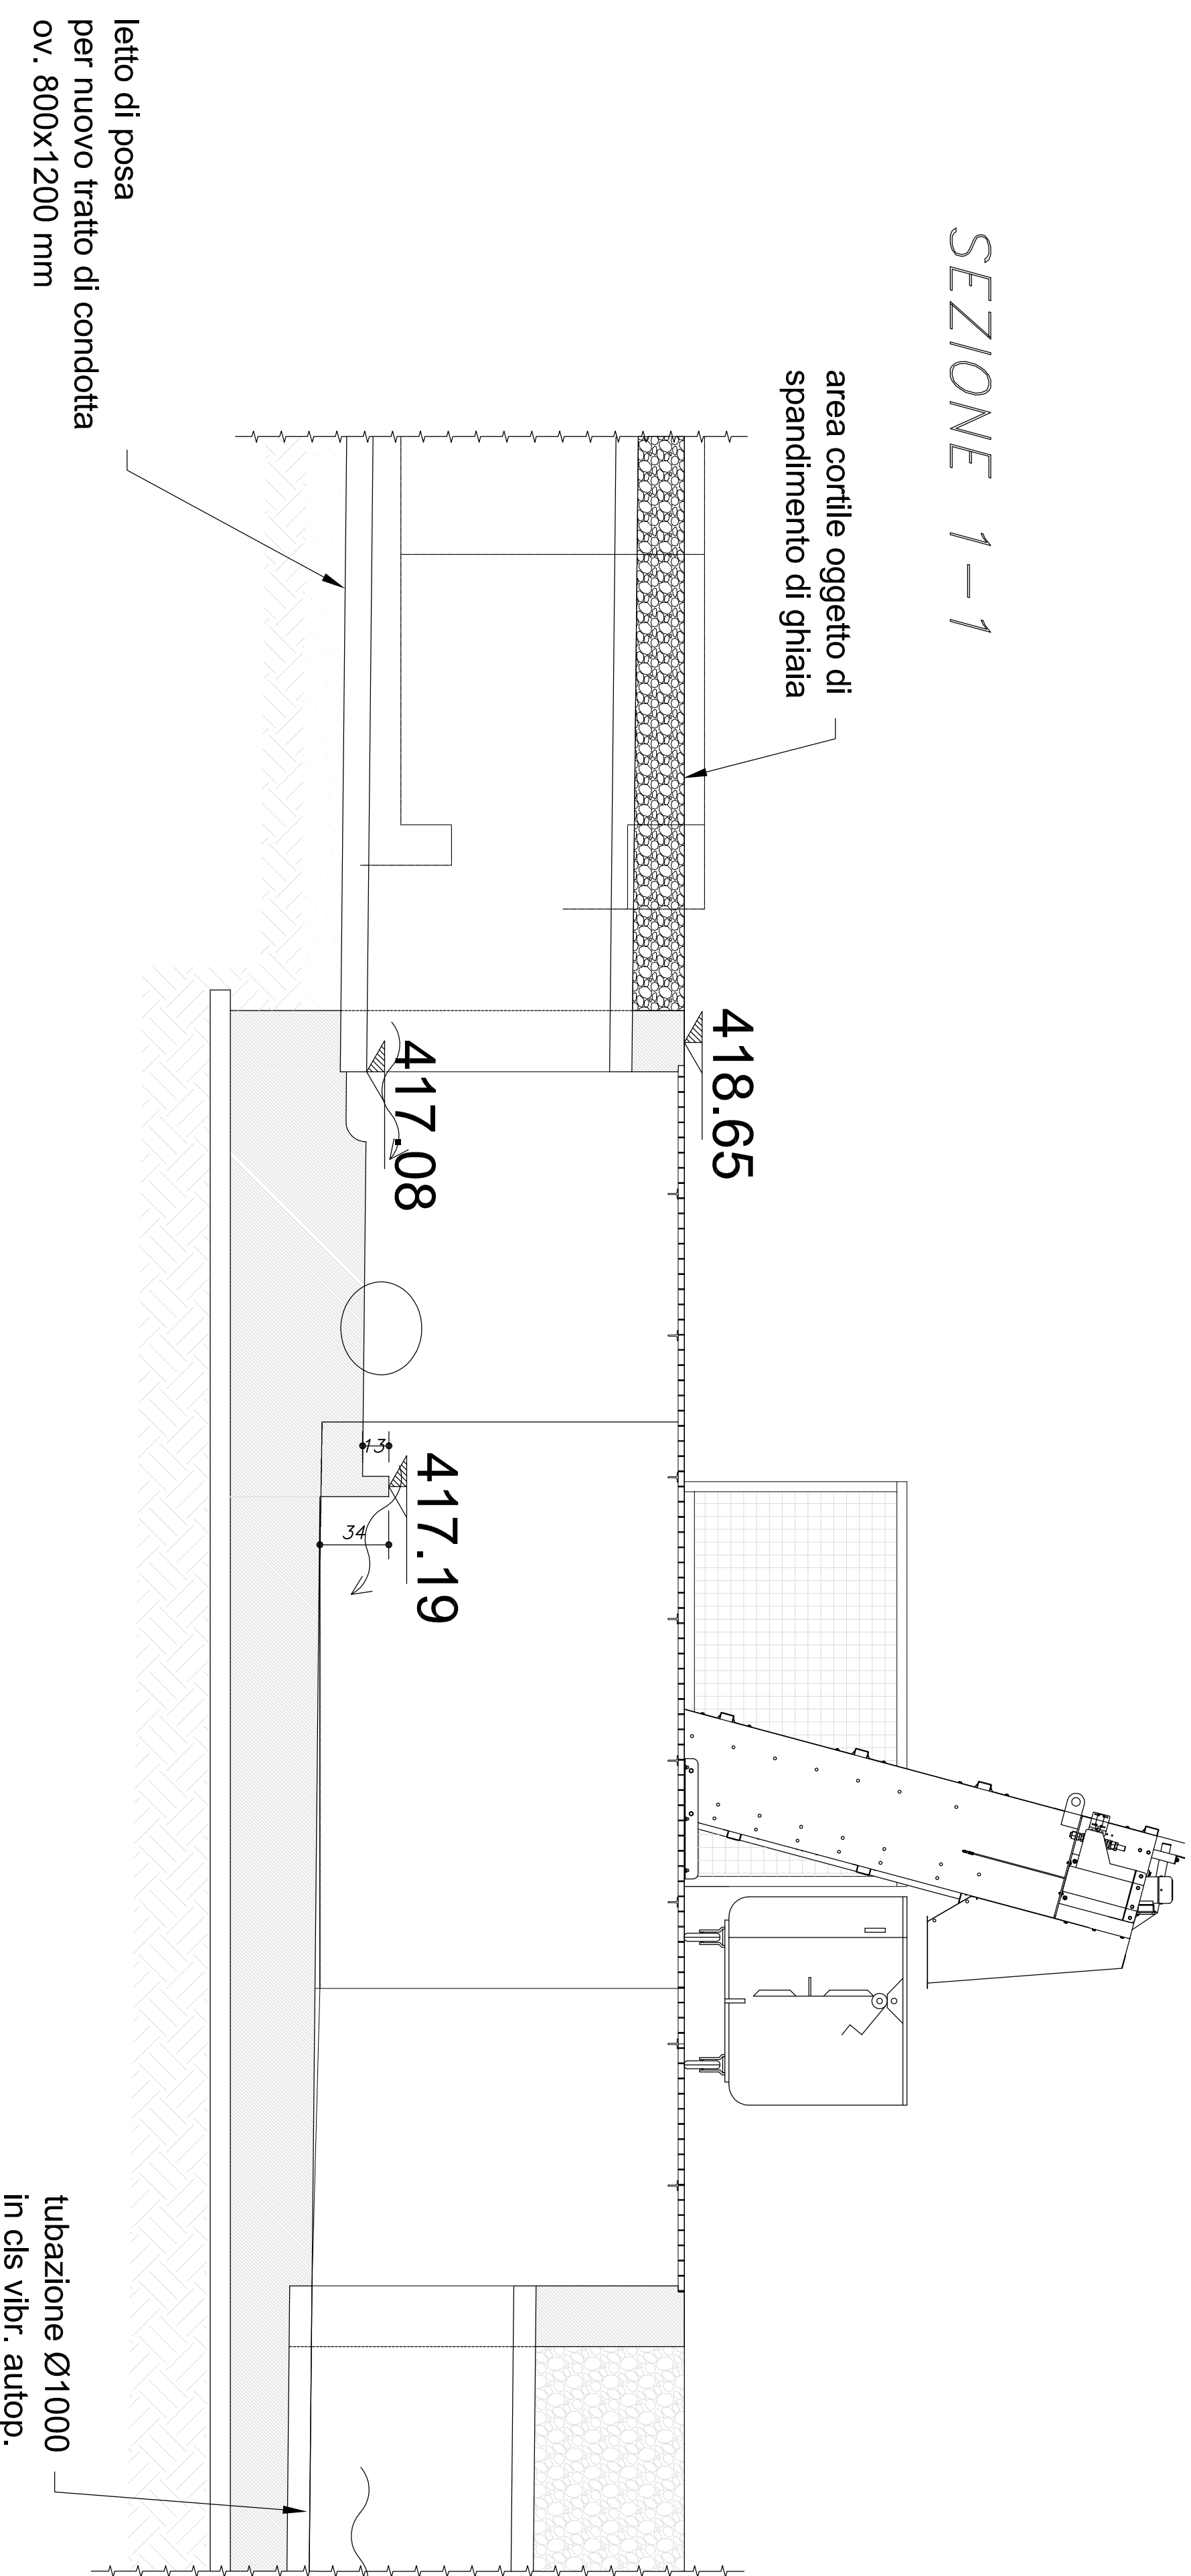 SEZIONE 1-1
area cortile oggetto di
spandimento di ghiaia
418.65
417.08
417.19
13
34
letto di posa
per nuovo tratto di condotta
ov. 800x1200 mm
tubazione Ø1000
in cls vibr. autop.